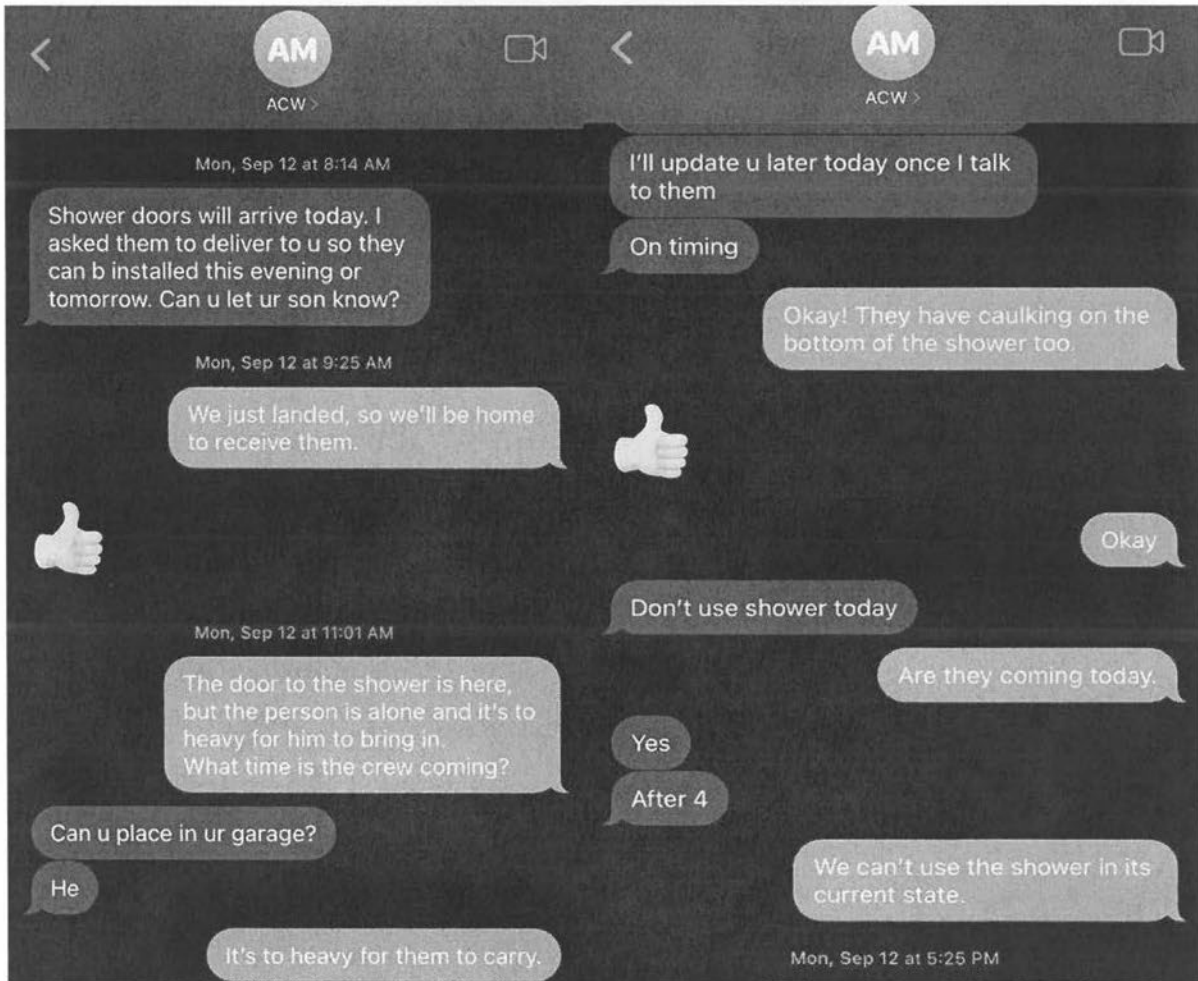 AM
ACW >
Mon, Sep 12 at 8:14 AM
Shower doors will arrive today. I
asked them to deliver to u so they
can b installed this evening or
tomorrow. Can u let ur son know?
Mon, Sep 12 at 9:25 AM
We just landed, so we'll be home
to receive them.
Mon, Sep 12 at 11:01 AM
The door to the shower is here,
but the person is alone and it's to
heavy for him to bring in.
What time is the crew coming?
Can u place in ur garage?
He
It's to heavy for them to carry.
AM
ACW >
I'll update u later today once I talk
to them
On timing
Okay! They have caulking on the
bottom of the shower too.
Okay
Don't use shower today
Are they coming today.
Yes
After 4
We can't use the shower in its
current state.
Mon, Sep 12 at 5:25 PM